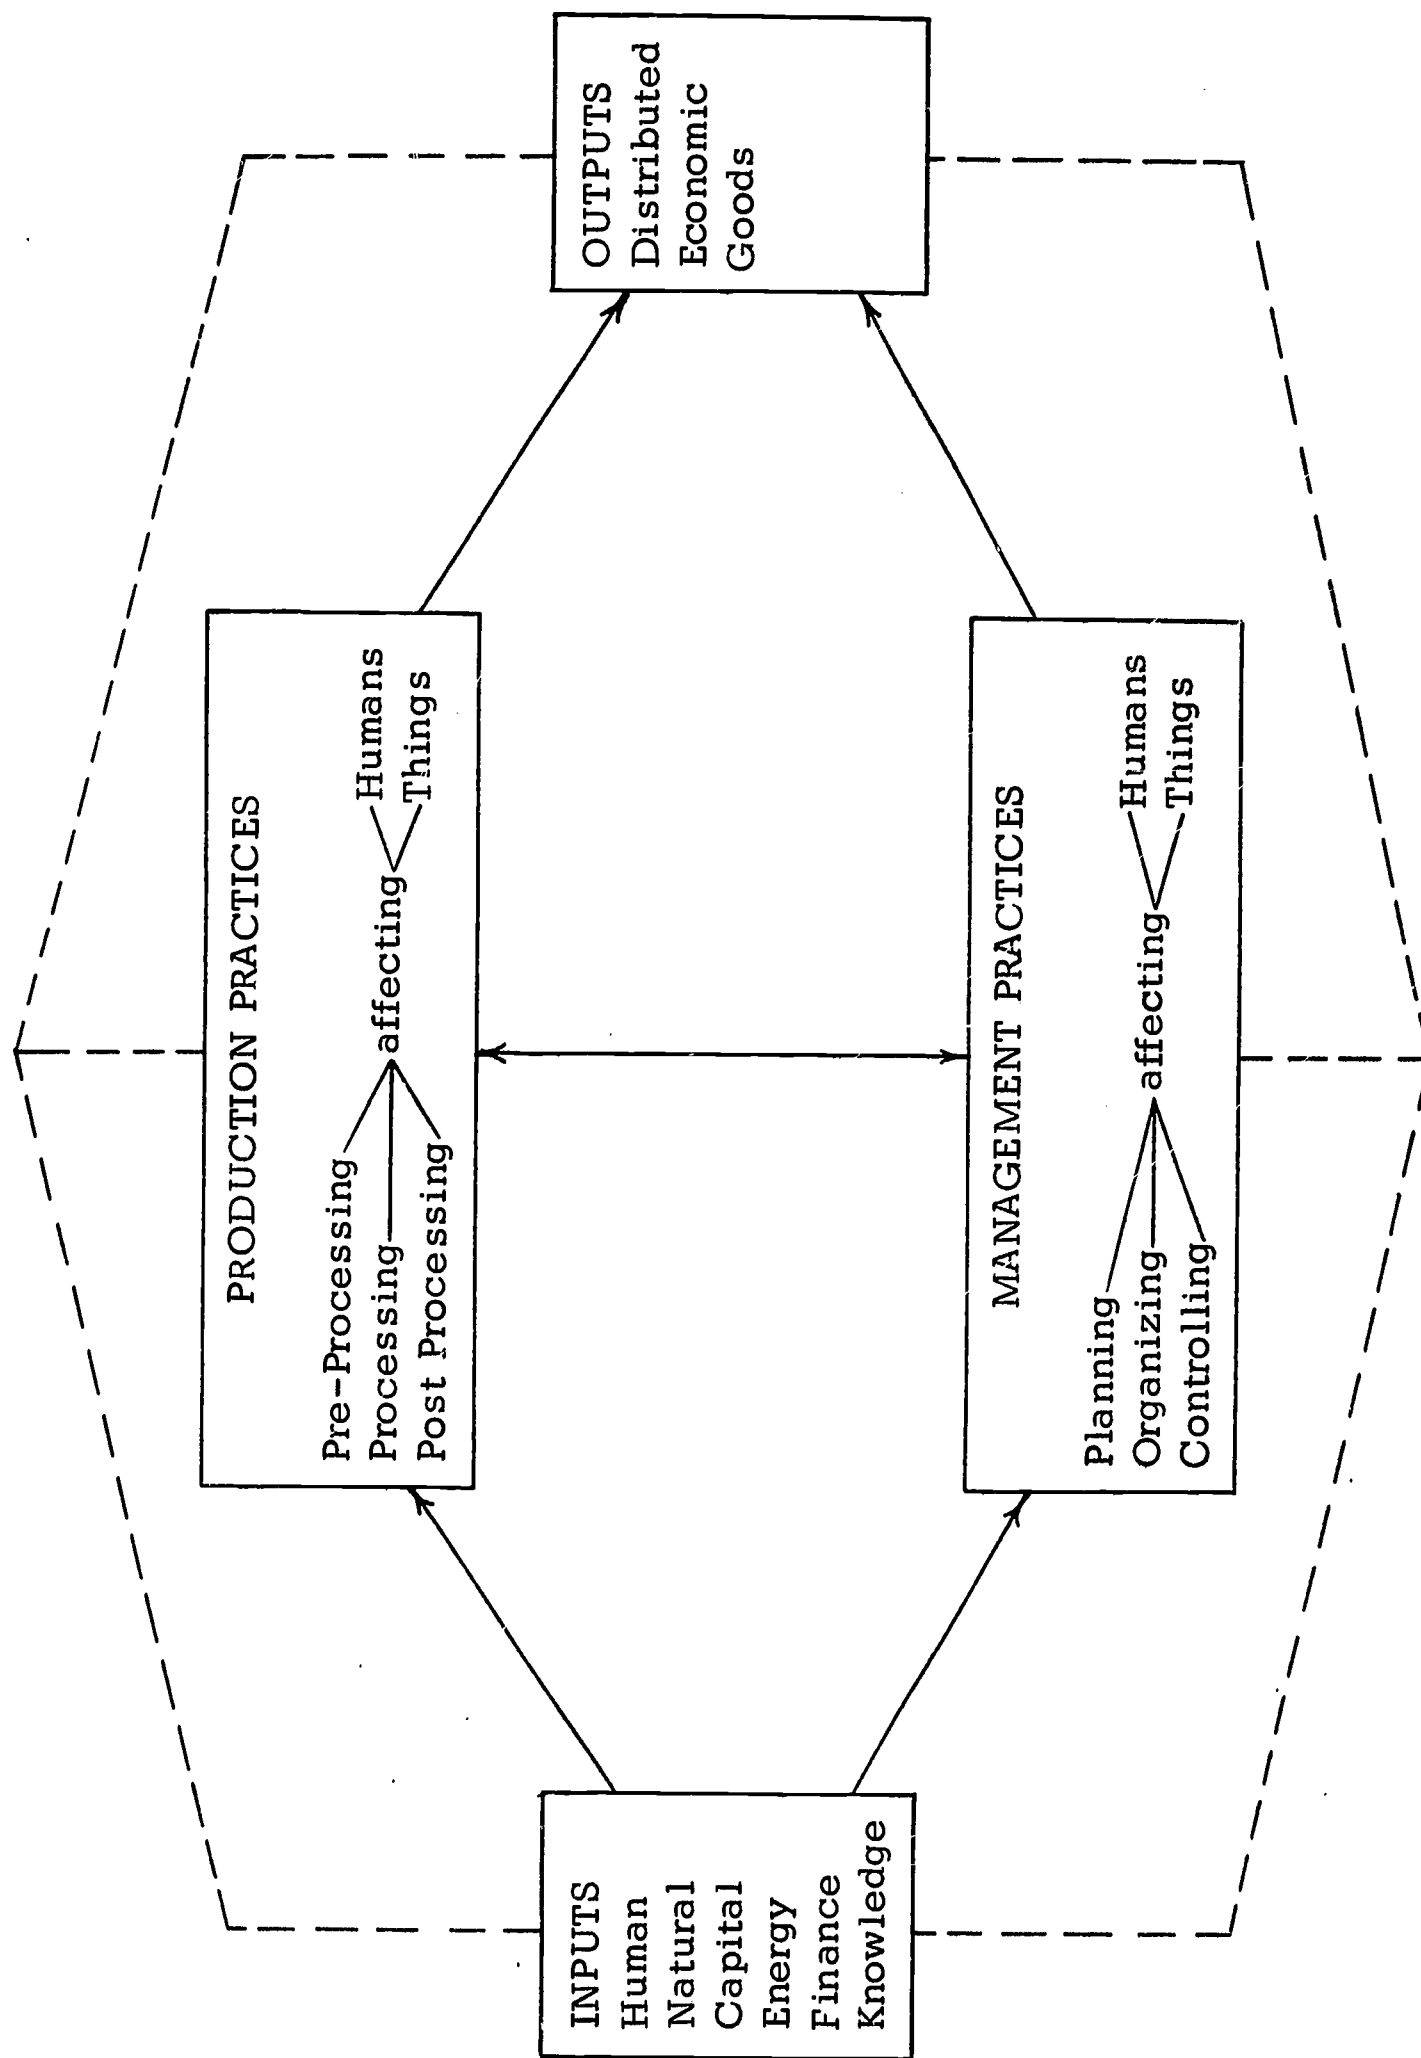 INPUTS
Human
Natural
Capital
Energy
Finance
Knowledge
PRODUCTION PRACTICES
Pre-Processing
Processing
Post Processing
affecting
Humans
Things
MANAGEMENT PRACTICES
Planning
Organizing
Controlling
affecting
Humans
Things
OUTPUTS
Distributed
Economic
Goods